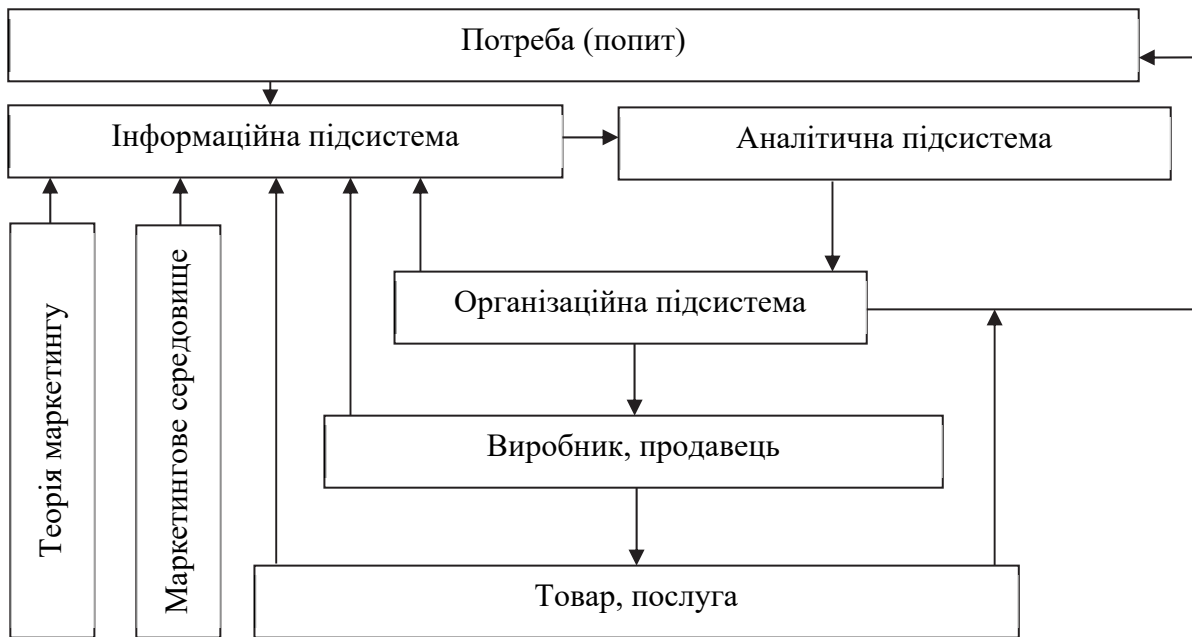 Потреба (попит)
Інформаційна підсистема
Аналітична підсистема
Організаційна підсистема
Виробник, продавець
Товар, послуга
Теорія маркетингу
Маркетингове середовище